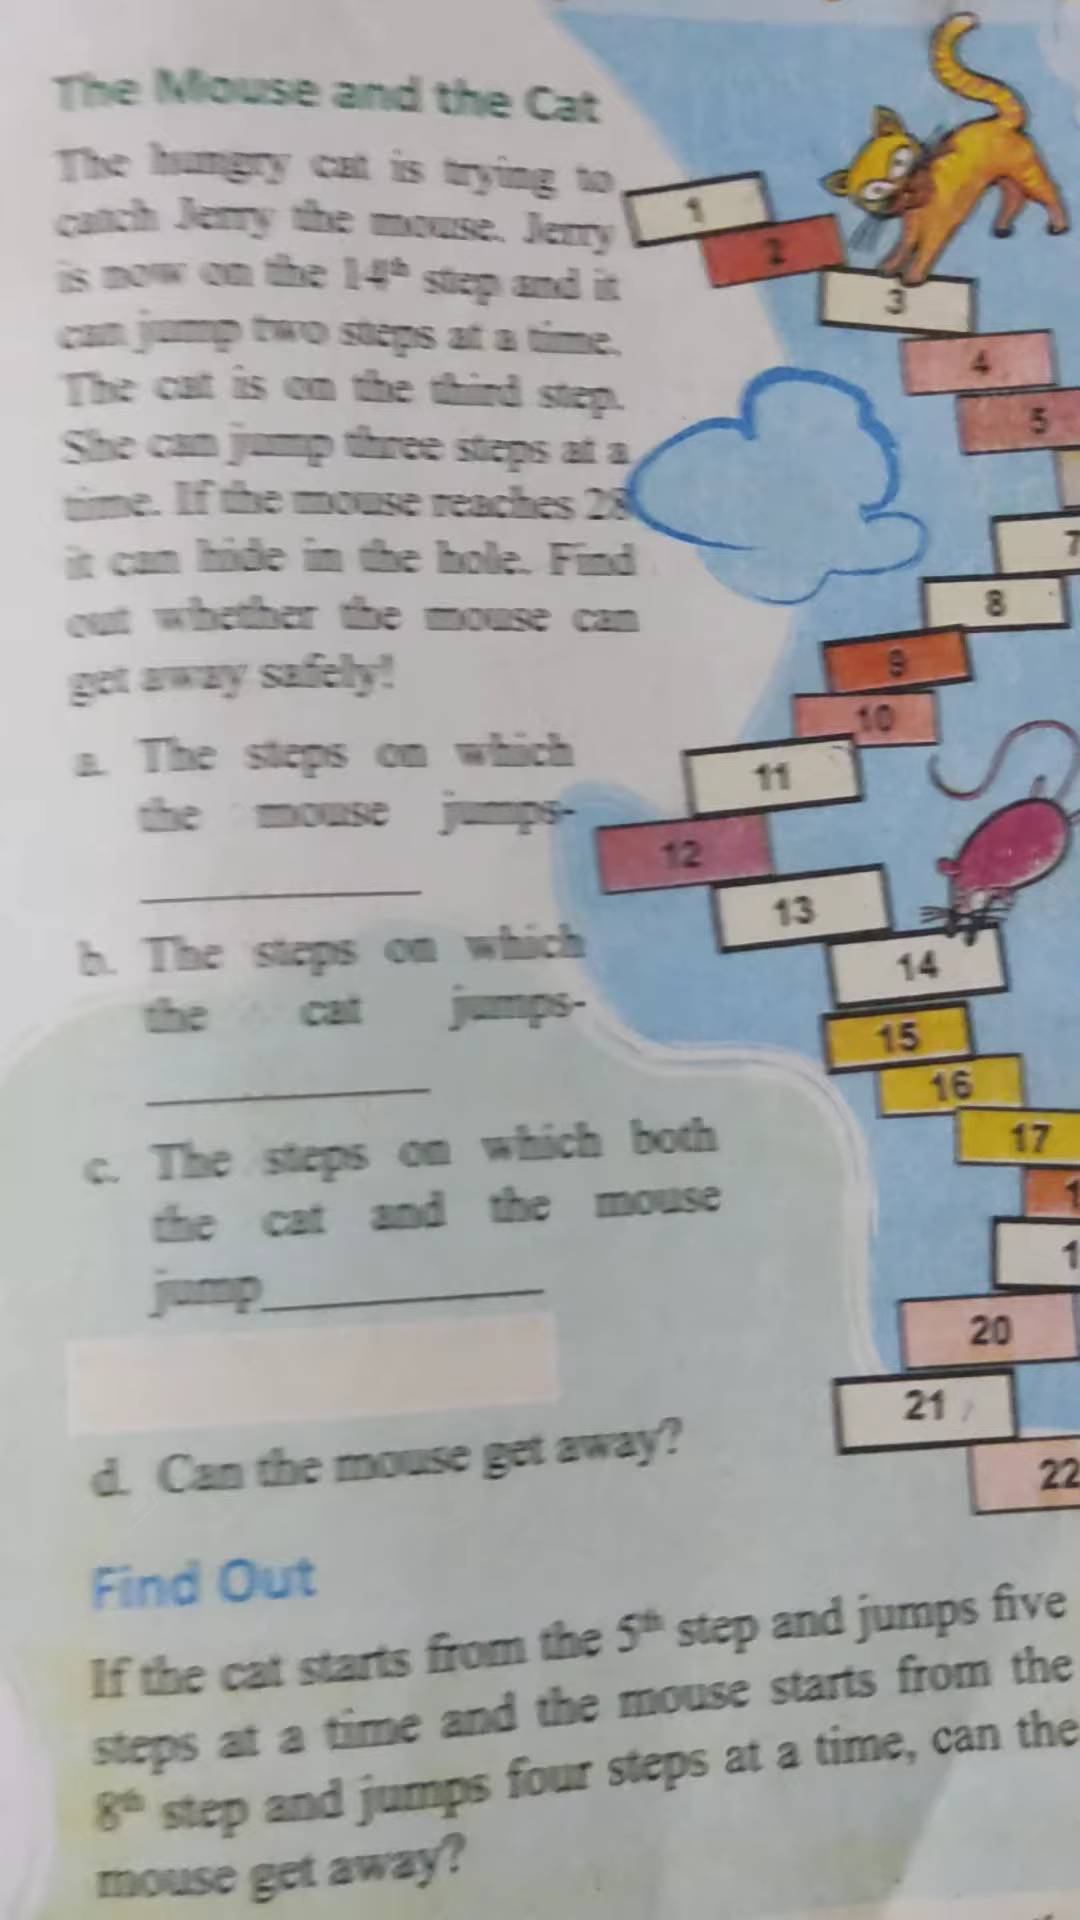 The Mouse and the Cat
The hungry cat is trying to
catch Jerry the mouse. Jerry
is now on the 14th step and it
can jump two steps at a time.
The cat is on the third step.
She can jump three steps at a
time. If the mouse reaches 28
it can hide in the hole. Find
out whether the mouse can
get away safely!
a. The steps on which
the mouse jumps-
b. The steps on which
the cat jumps-
c. The steps on which both
the cat and the mouse
jump
d. Can the mouse get away?
Find Out
If the cat starts from the 5th step and jumps five
steps at a time and the mouse starts from the
8th step and jumps four steps at a time, can the
mouse get away?
1
2
3
4
5
7
8
9
10
11
12
13
14
15
16
17
1
1
20
21
22